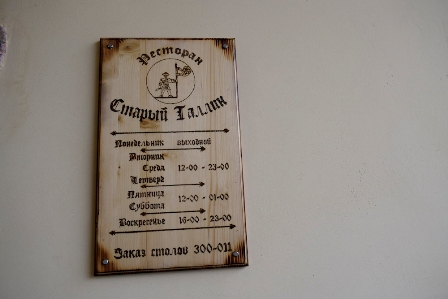 Ресторан
Старый Таллин
Понедельник выходной
Вторник
Среда 12-00 - 23-00
Четверг
Пятница
Суббота 12-00 - 01-00
Воскресенье 16-00 - 23-00
Заказ столов 300-011